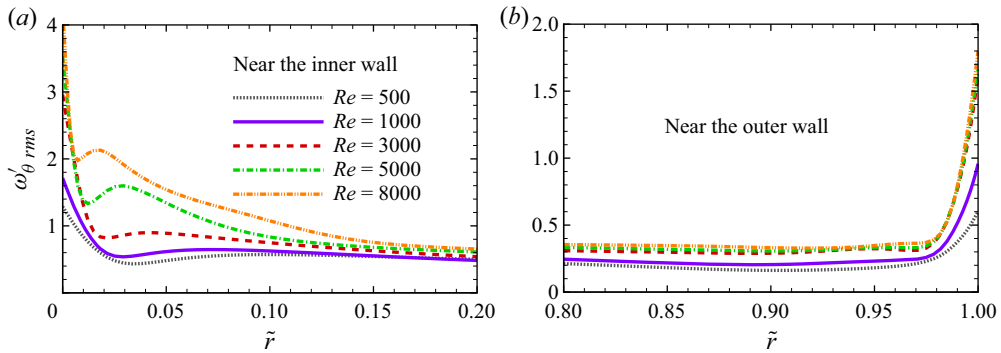 (a)
4
3
2
1
ω′θ rms
Near the inner wall
Re = 500
Re = 1000
Re = 3000
Re = 5000
Re = 8000
0 0.05 0.10 0.15 0.20
r̃
(b)
2.0
1.5
1.0
0.5
0
Near the outer wall
0.80 0.85 0.90 0.95 1.00
r̃